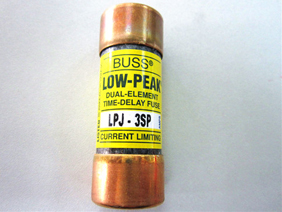 BUSS®
LOW-PEAK
DUAL-ELEMENT
TIME-DELAY FUSE
LPJ-3SP
CURRENT LIMITING